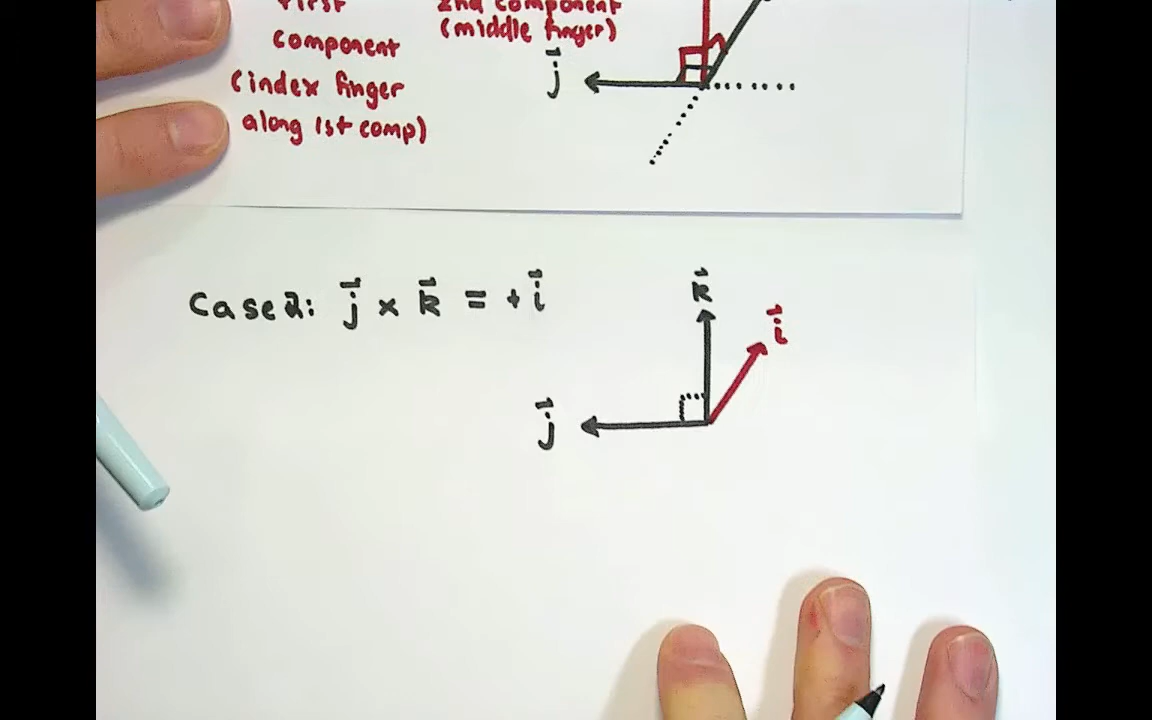 first 2nd component
component (middle finger)
(index finger
along 1st comp)
j⃗
Case 2: j⃗ × k⃗ = + i⃗
k⃗
i⃗
j⃗